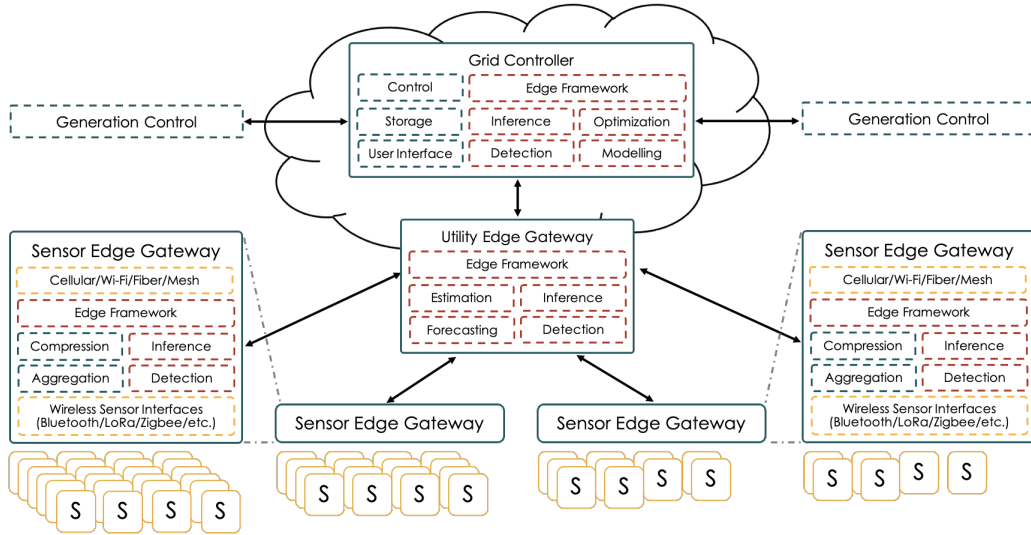 Grid Controller
Control
Edge Framework
Storage
Inference
Optimization
User Interface
Detection
Modelling
Generation Control
Generation Control
Utility Edge Gateway
Edge Framework
Estimation
Inference
Forecasting
Detection
Sensor Edge Gateway
Cellular/Wi-Fi/Fiber/Mesh
Edge Framework
Compression
Inference
Aggregation
Detection
Wireless Sensor Interfaces
(Bluetooth/LoRa/Zigbee/etc.)
Sensor Edge Gateway
Cellular/Wi-Fi/Fiber/Mesh
Edge Framework
Compression
Inference
Aggregation
Detection
Wireless Sensor Interfaces
(Bluetooth/LoRa/Zigbee/etc.)
Sensor Edge Gateway
Sensor Edge Gateway
S S S S
S S S S
S S S S
S S S S